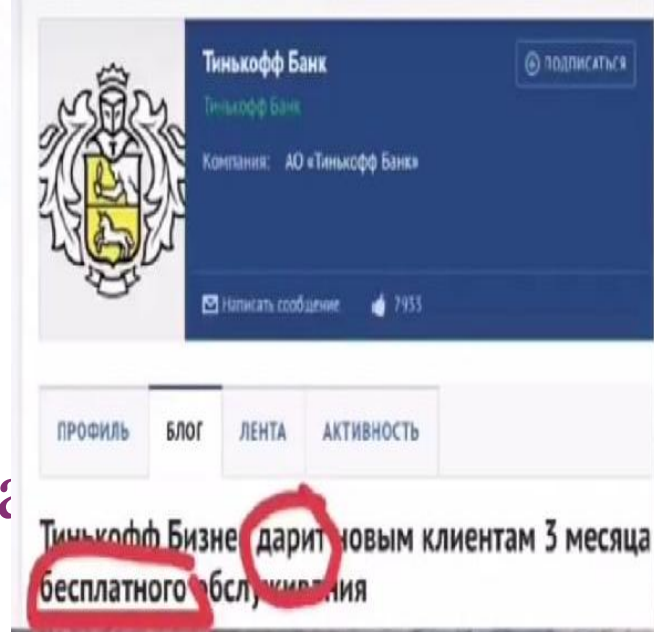 Тинькофф Банк
ПОДПИСАТЬСЯ
Тинькофф Банк
Компания: АО «Тинькофф Банк»
Написать сообщение 7933
ПРОФИЛЬ БЛОГ ЛЕНТА АКТИВНОСТЬ
Тинькофф Бизнес дарит новым клиентам 3 месяца
бесплатного обслуживания